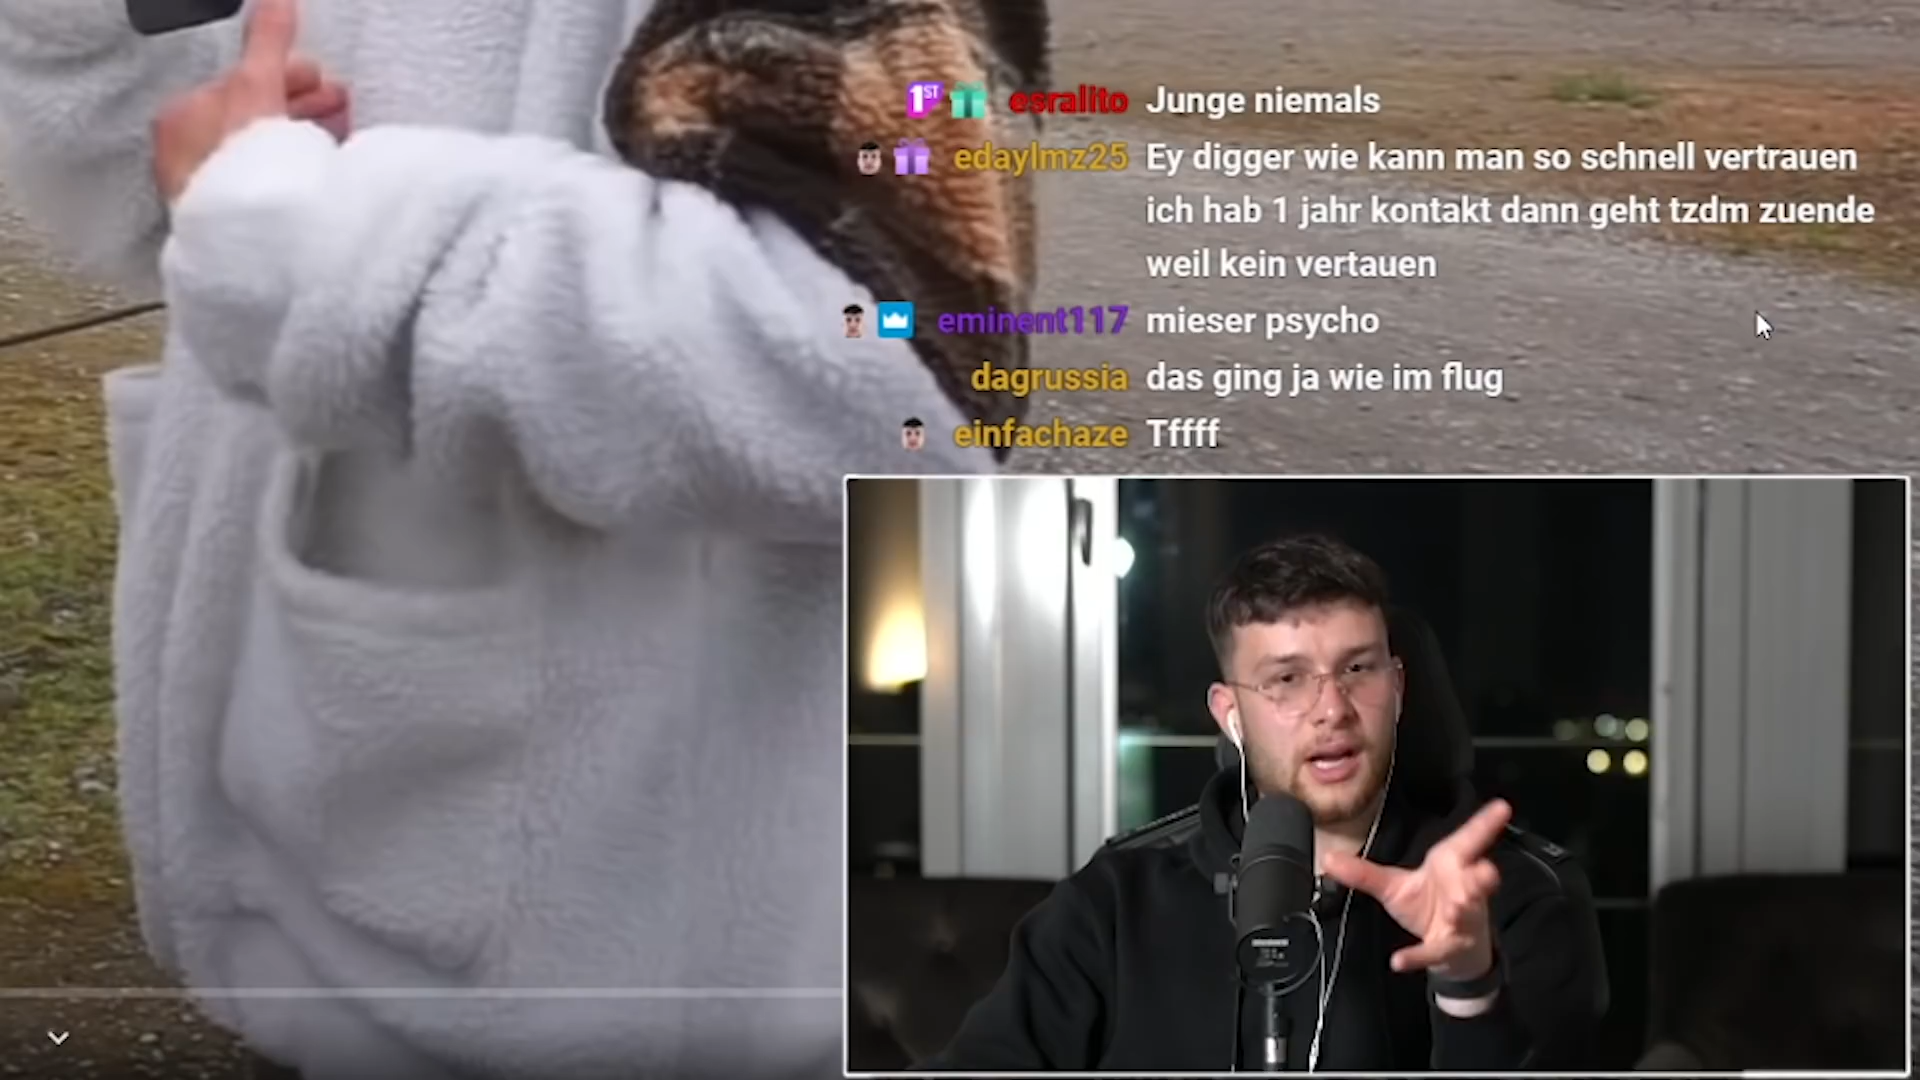 1ST esralito Junge niemals
edaylmz25 Ey digger wie kann man so schnell vertrauen
ich hab 1 jahr kontakt dann geht tzdm zuende
weil kein vertauen
eminent117 mieser psycho
dagrussia das ging ja wie im flug
einfachaze Tffff